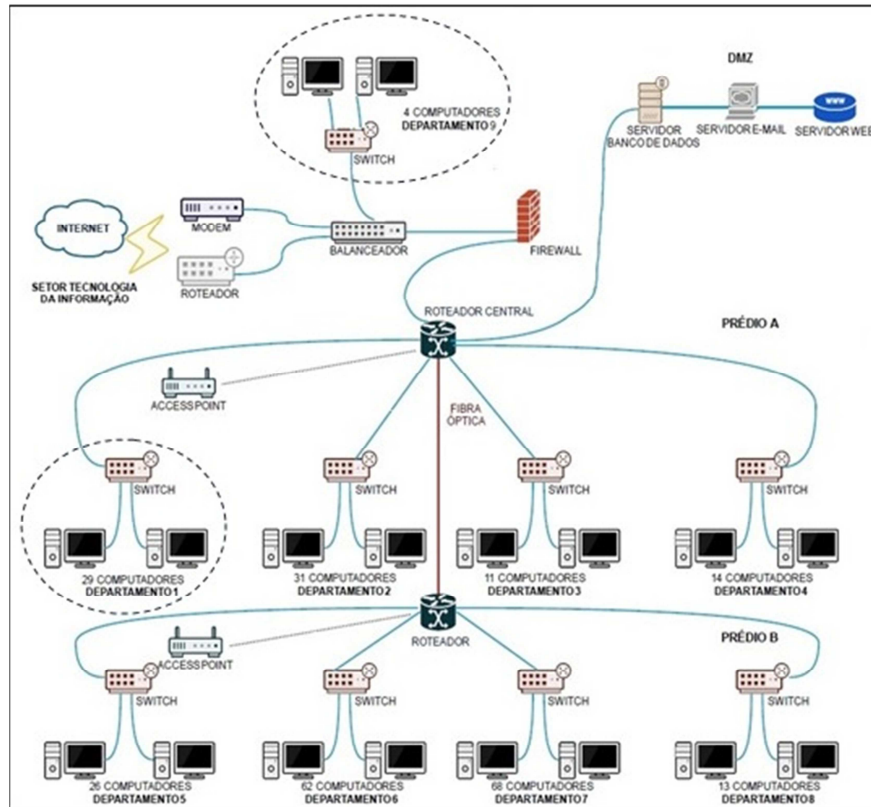 DMZ
4 COMPUTADORES
DEPARTAMENTO 9
SWITCH
SERVIDOR
BANCO DE DADOS
SERVIDOR E-MAIL
WWW
SERVIDOR WEB
INTERNET
MODEM
BALANCEADOR
FIREWALL
SETOR TECNOLOGIA
DA INFORMAÇÃO
ROTEADOR
ROTEADOR CENTRAL
PRÉDIO A
ACCESS POINT
FIBRA
ÓPTICA
SWITCH
SWITCH
SWITCH
SWITCH
29 COMPUTADORES
DEPARTAMENTO 1
31 COMPUTADORES
DEPARTAMENTO 2
11 COMPUTADORES
DEPARTAMENTO 3
14 COMPUTADORES
DEPARTAMENTO 4
ROTEADOR
PRÉDIO B
ACCESS POINT
SWITCH
SWITCH
SWITCH
SWITCH
26 COMPUTADORES
DEPARTAMENTO 5
62 COMPUTADORES
DEPARTAMENTO 6
68 COMPUTADORES
DEPARTAMENTO 7
13 COMPUTADORES
DEPARTAMENTO 8